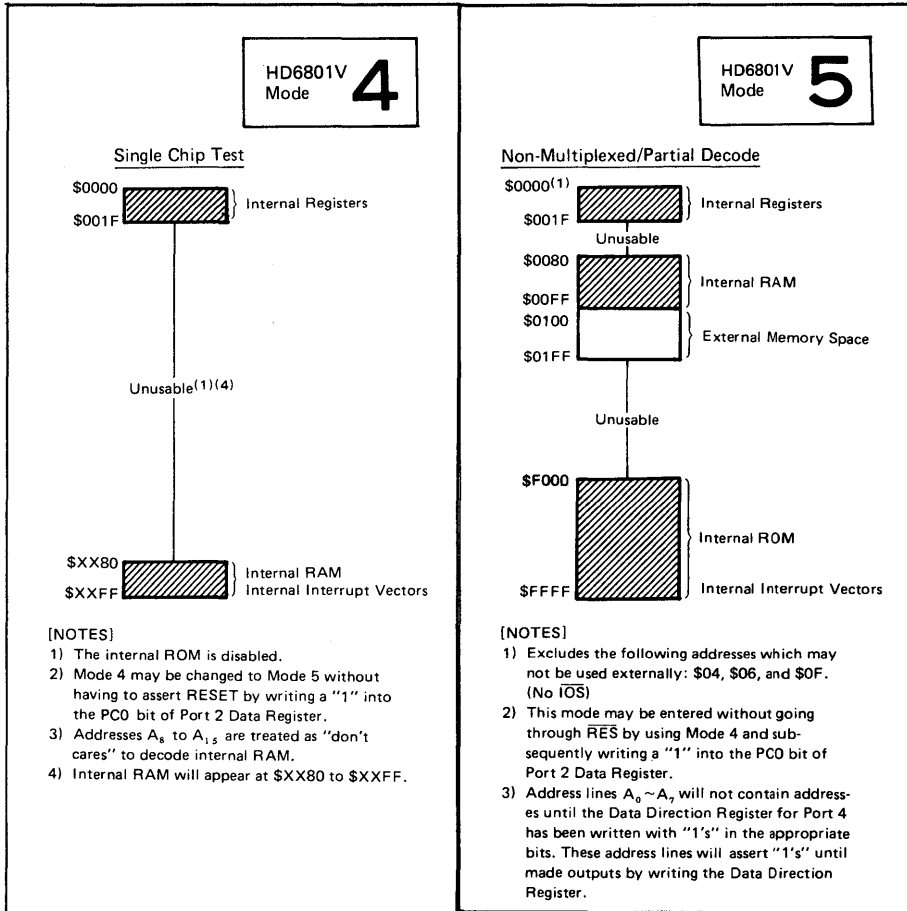 HD6801V
Mode 4
Single Chip Test
$0000
Internal Registers
$001F
Unusable(1)(4)
$XX80
Internal RAM
$XXFF
Internal Interrupt Vectors
[NOTES]
1) The internal ROM is disabled.
2) Mode 4 may be changed to Mode 5 without
having to assert RESET by writing a "1" into
the PC0 bit of Port 2 Data Register.
3) Addresses A8 to A15 are treated as "don't
cares" to decode internal RAM.
4) Internal RAM will appear at $XX80 to $XXFF.
HD6801V
Mode 5
Non-Multiplexed/Partial Decode
$0000(1)
Internal Registers
$001F
Unusable
$0080
Internal RAM
$00FF
$0100
External Memory Space
$01FF
Unusable
$F000
Internal ROM
$FFFF
Internal Interrupt Vectors
[NOTES]
1) Excludes the following addresses which may
not be used externally: $04, $06, and $0F.
(No I̅O̅S̅)
2) This mode may be entered without going
through R̅E̅S̅ by using Mode 4 and sub-
sequently writing a "1" into the PC0 bit of
Port 2 Data Register.
3) Address lines A0~A7 will not contain address-
es until the Data Direction Register for Port 4
has been written with "1's" in the appropriate
bits. These address lines will assert "1's" until
made outputs by writing the Data Direction
Register.